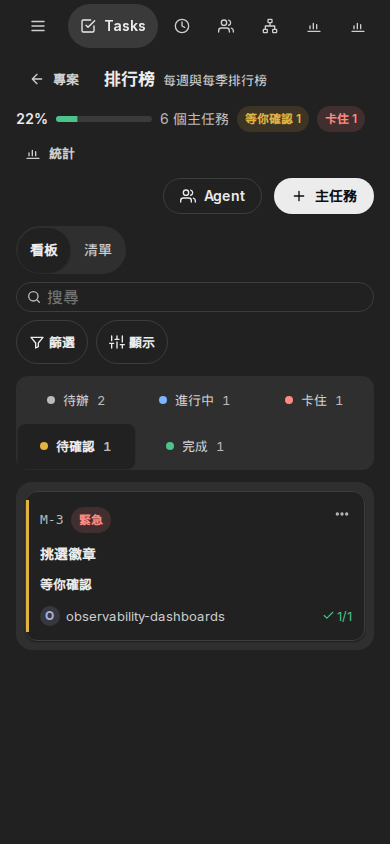 Tasks
專案 排行榜 每週與每季排行榜
22% 6 個主任務 等你確認 1 卡住 1
統計
Agent 主任務
看板 清單
搜尋
篩選 顯示
待辦 2 進行中 1 卡住 1
待確認 1 完成 1
M-3 緊急
挑選徽章
等你確認
O observability-dashboards 1/1